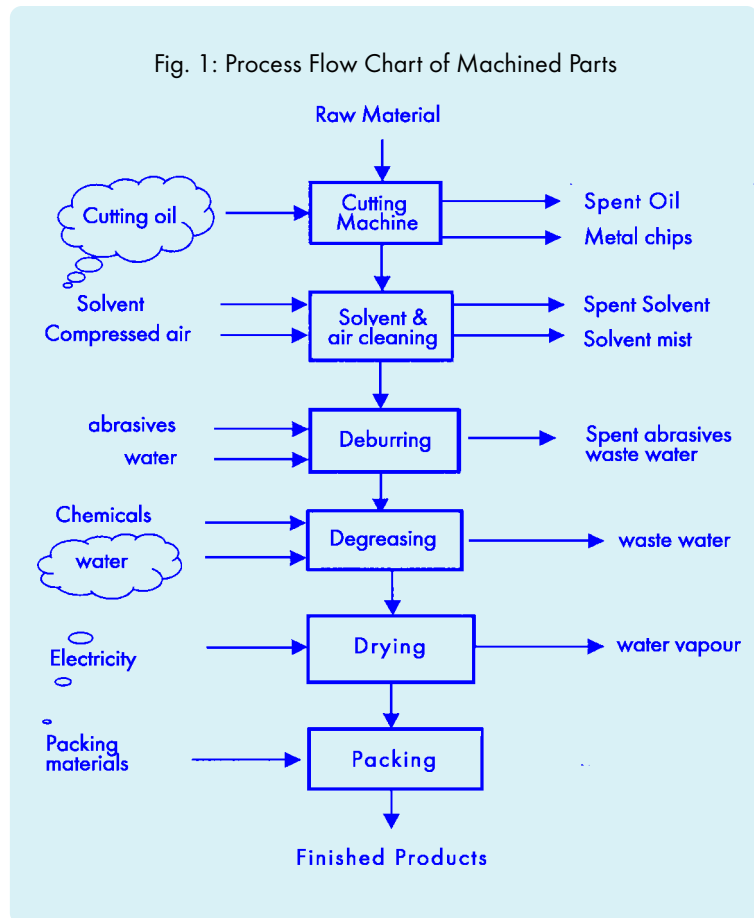 Fig. 1: Process Flow Chart of Machined Parts
Raw Material
Cutting oil
Cutting
Machine
Spent Oil
Metal chips
Solvent
Compressed air
Solvent &
air cleaning
Spent Solvent
Solvent mist
abrasives
water
Deburring
Spent abrasives
waste water
Chemicals
water
Degreasing
waste water
Electricity
Drying
water vapour
Packing
materials
Packing
Finished Products